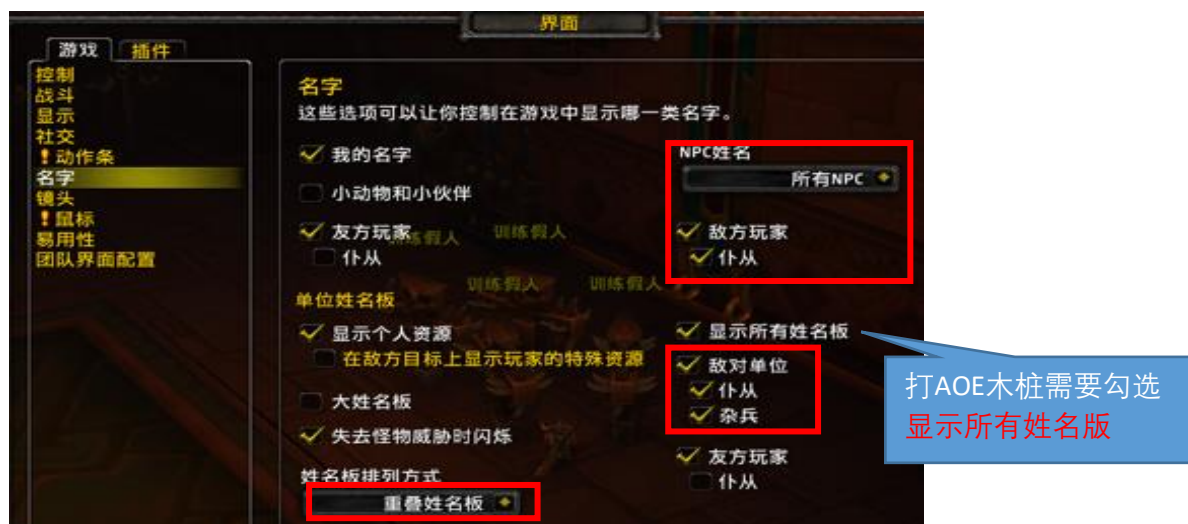 界面
游戏 插件
控制
战斗
显示
社交
!动作条
名字
镜头
!鼠标
易用性
团队界面配置
名字
这些选项可以让你控制在游戏中显示哪一类名字。
我的名字
NPC姓名
所有NPC
小动物和小伙伴
友方玩家
仆从
敌方玩家
仆从
训练假人 训练假人
训练假人 训练假人
单位姓名板
显示个人资源
在敌方目标上显示玩家的特殊资源
大姓名板
失去怪物威胁时闪烁
姓名板排列方式
重叠姓名板
显示所有姓名板
敌对单位
仆从
杂兵
友方玩家
仆从
打AOE木桩需要勾选
显示所有姓名版